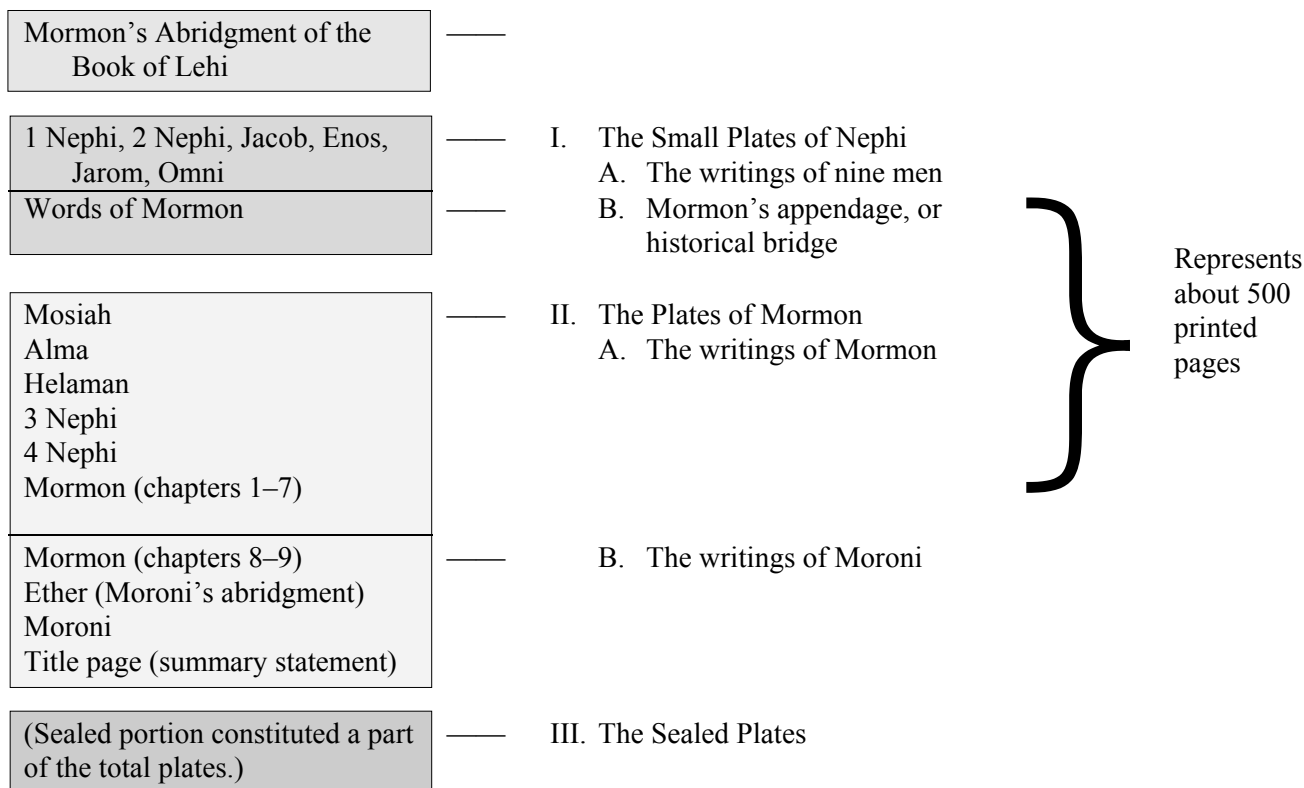 Mormon’s Abridgment of the
Book of Lehi
1 Nephi, 2 Nephi, Jacob, Enos,
Jarom, Omni
Words of Mormon
Mosiah
Alma
Helaman
3 Nephi
4 Nephi
Mormon (chapters 1–7)
Mormon (chapters 8–9)
Ether (Moroni’s abridgment)
Moroni
Title page (summary statement)
(Sealed portion constituted a part
of the total plates.)
I. The Small Plates of Nephi
A. The writings of nine men
B. Mormon’s appendage, or
historical bridge
II. The Plates of Mormon
A. The writings of Mormon
B. The writings of Moroni
III. The Sealed Plates
Represents
about 500
printed
pages